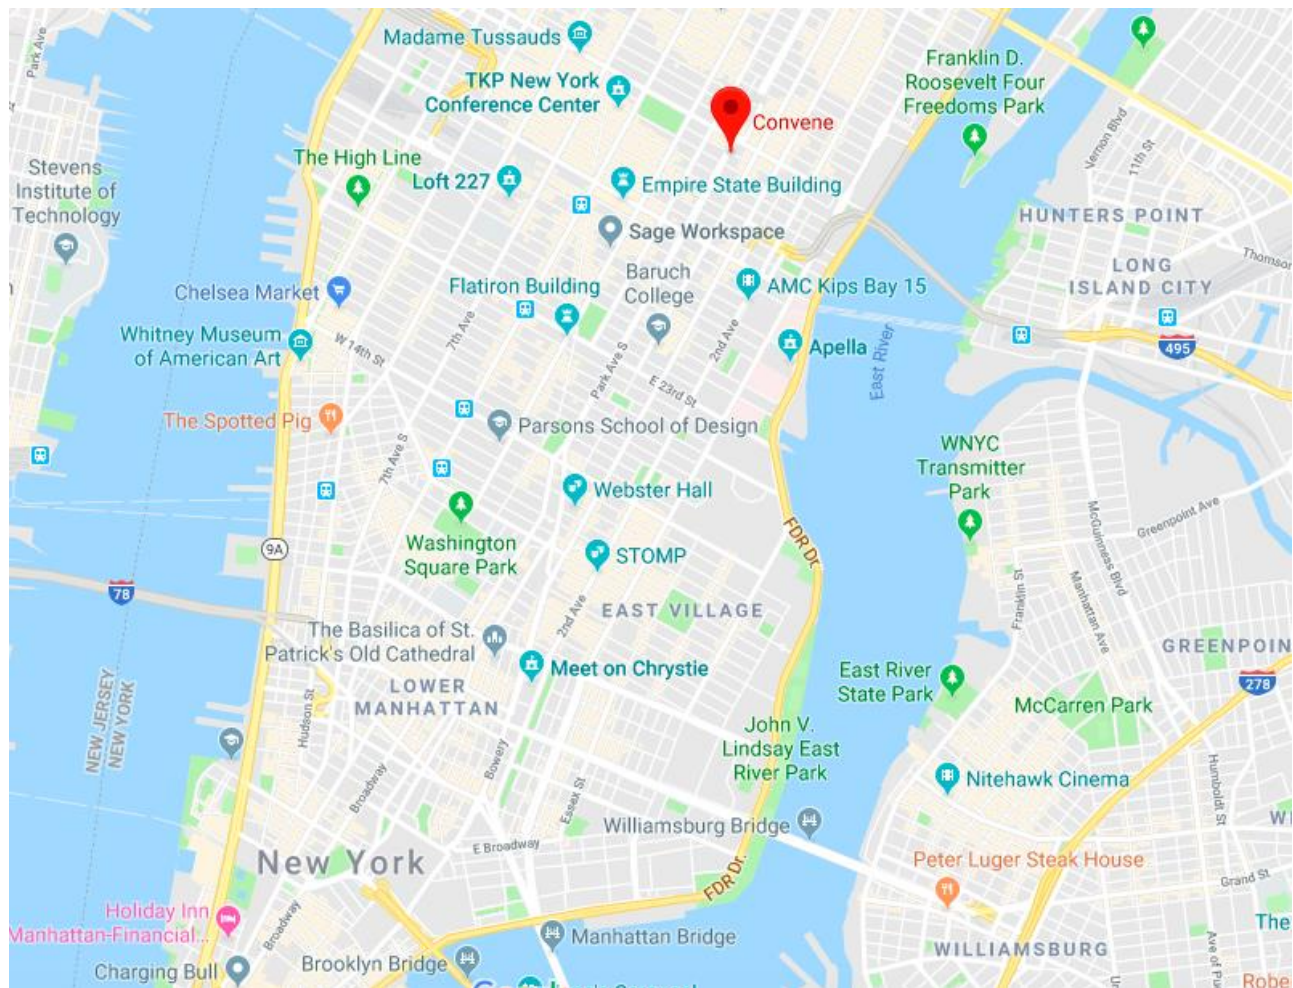 Park Ave
Madame Tussauds
TKP New York
Conference Center
Convene
Franklin D.
Roosevelt Four
Freedoms Park
Vernon Blvd
11th St
Stevens
Institute of
Technology
The High Line
Loft 227
Empire State Building
HUNTERS POINT
Sage Workspace
Thomson
LONG
ISLAND CITY
Baruch
College
Chelsea Market
Flatiron Building
AMC Kips Bay 15
Whitney Museum
of American Art
W 14th St
7th Ave
Park Ave S
2nd Ave
Apella
East River
495
E 23rd St
The Spotted Pig
Parsons School of Design
7th Ave S
WNYC
Transmitter
Park
Webster Hall
McGuinness Blvd
Greenpoint Ave
Washington
Square Park
9A
STOMP
FDR Dr.
78
Franklin St
Manhattan Ave
EAST VILLAGE
2nd Ave
The Basilica of St.
Patrick's Old Cathedral
Meet on Chrystie
GREENPOIN
LOWER
MANHATTAN
East River
State Park
278
McCarren Park
NEW JERSEY
NEW YORK
Hudson St
John V.
Lindsay East
River Park
Bowery
Broadway
Essex St
Nitehawk Cinema
Humboldt St
Williamsburg Bridge
WI
E Broadway
New York
Peter Luger Steak House
FDR Dr.
Grand St
Holiday Inn
Manhattan-Financial...
Broadway
The
Manhattan Bridge
WILLIAMSBURG
Brooklyn Bridge
Charging Bull
Ave of Pu
Robe